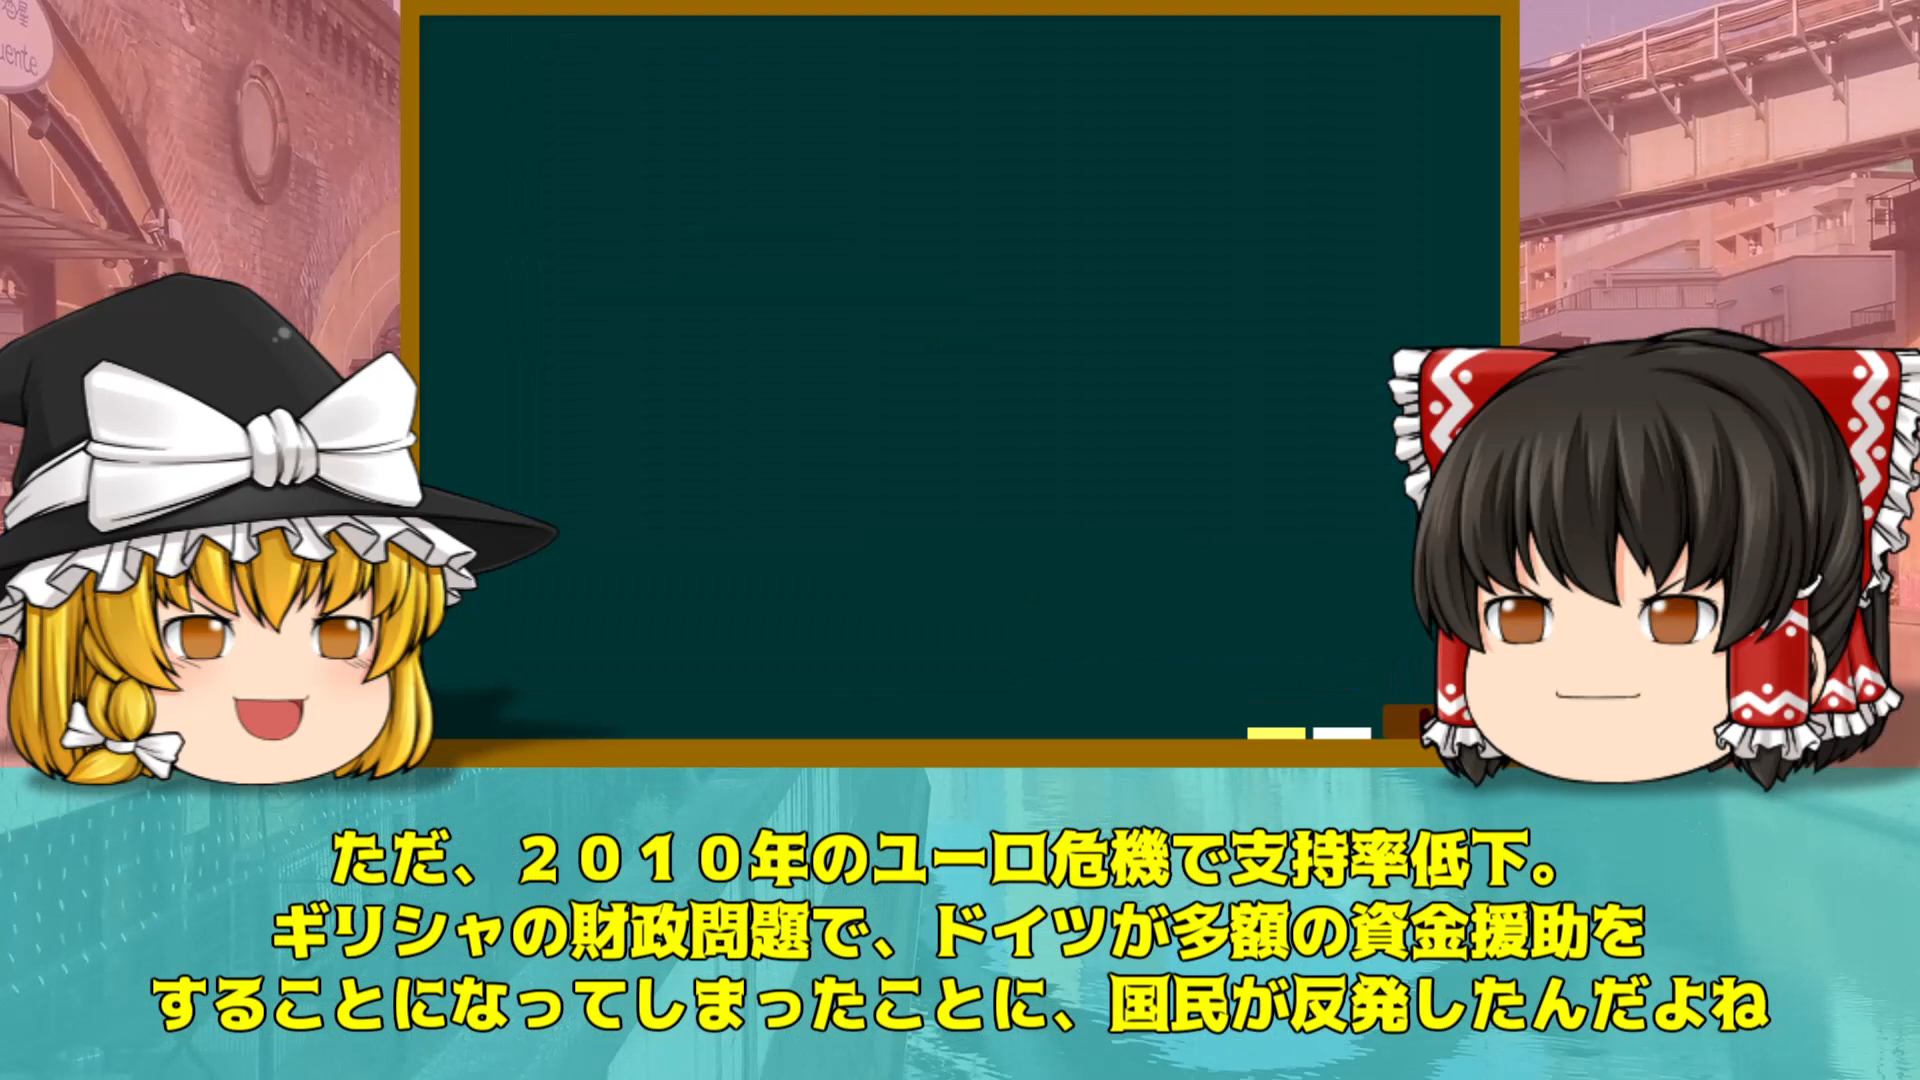 惑星
uente
ただ、２０１０年のユーロ危機で支持率低下。
ギリシャの財政問題で、ドイツが多額の資金援助を
することになってしまったことに、国民が反発したんだよね